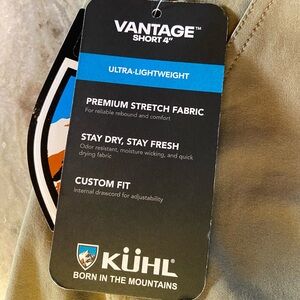 VANTAGE™
SHORT 4"
ULTRA-LIGHTWEIGHT
PREMIUM STRETCH FABRIC
For reliable rebound and comfort
STAY DRY, STAY FRESH
Odor resistant, moisture wicking, and quick
drying fabric
CUSTOM FIT
Internal drawcord for adjustability
KÜHL
BORN IN THE MOUNTAINS